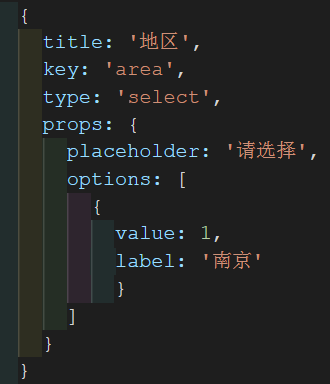 {
title: '地区',
key: 'area',
type: 'select',
props: {
placeholder: '请选择',
options: [
{
value: 1,
label: '南京'
}
]
}
}